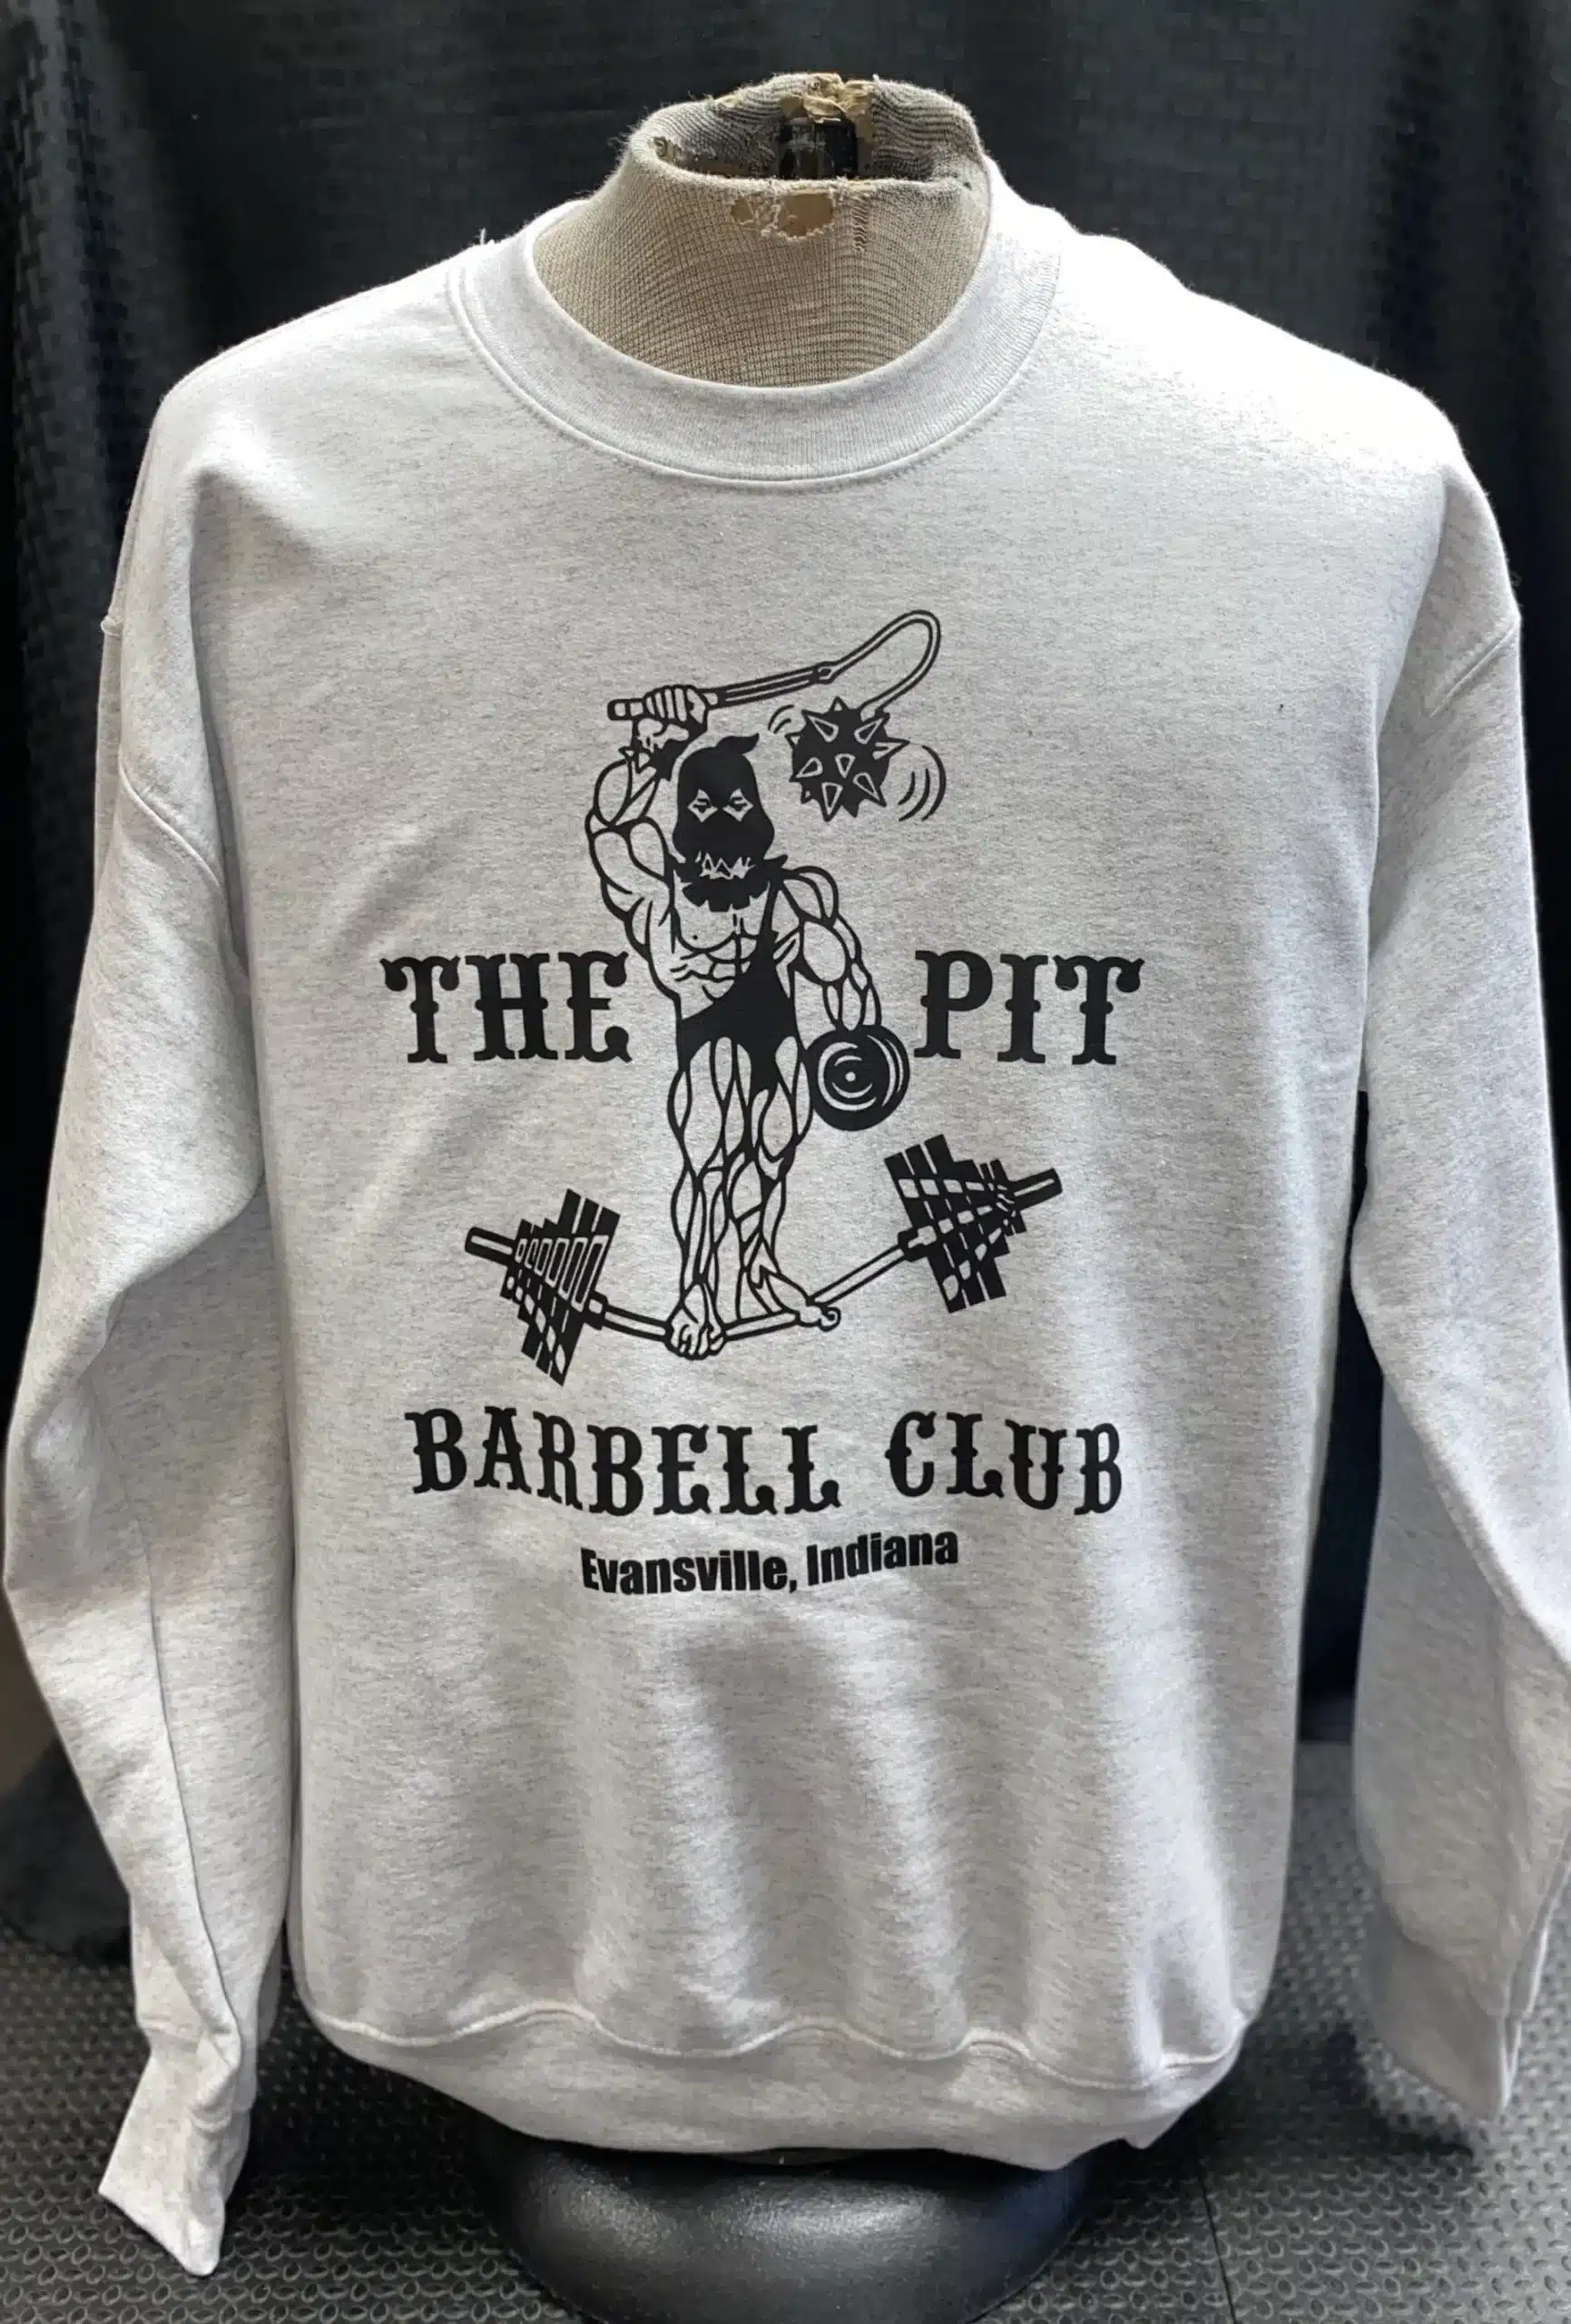 THE PIT
BARBELL CLUB
Evansville, Indiana